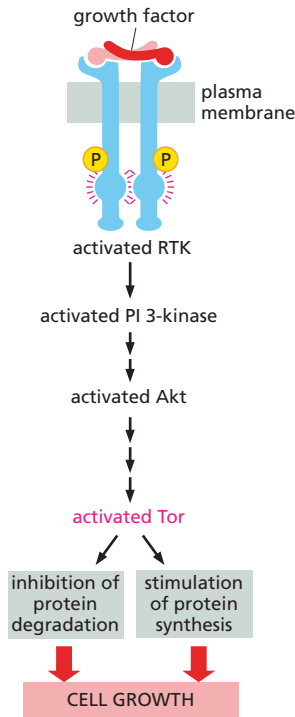 growth factor
plasma
membrane
P
P
activated RTK
activated PI 3-kinase
activated Akt
activated Tor
inhibition of
protein
degradation
stimulation
of protein
synthesis
CELL GROWTH